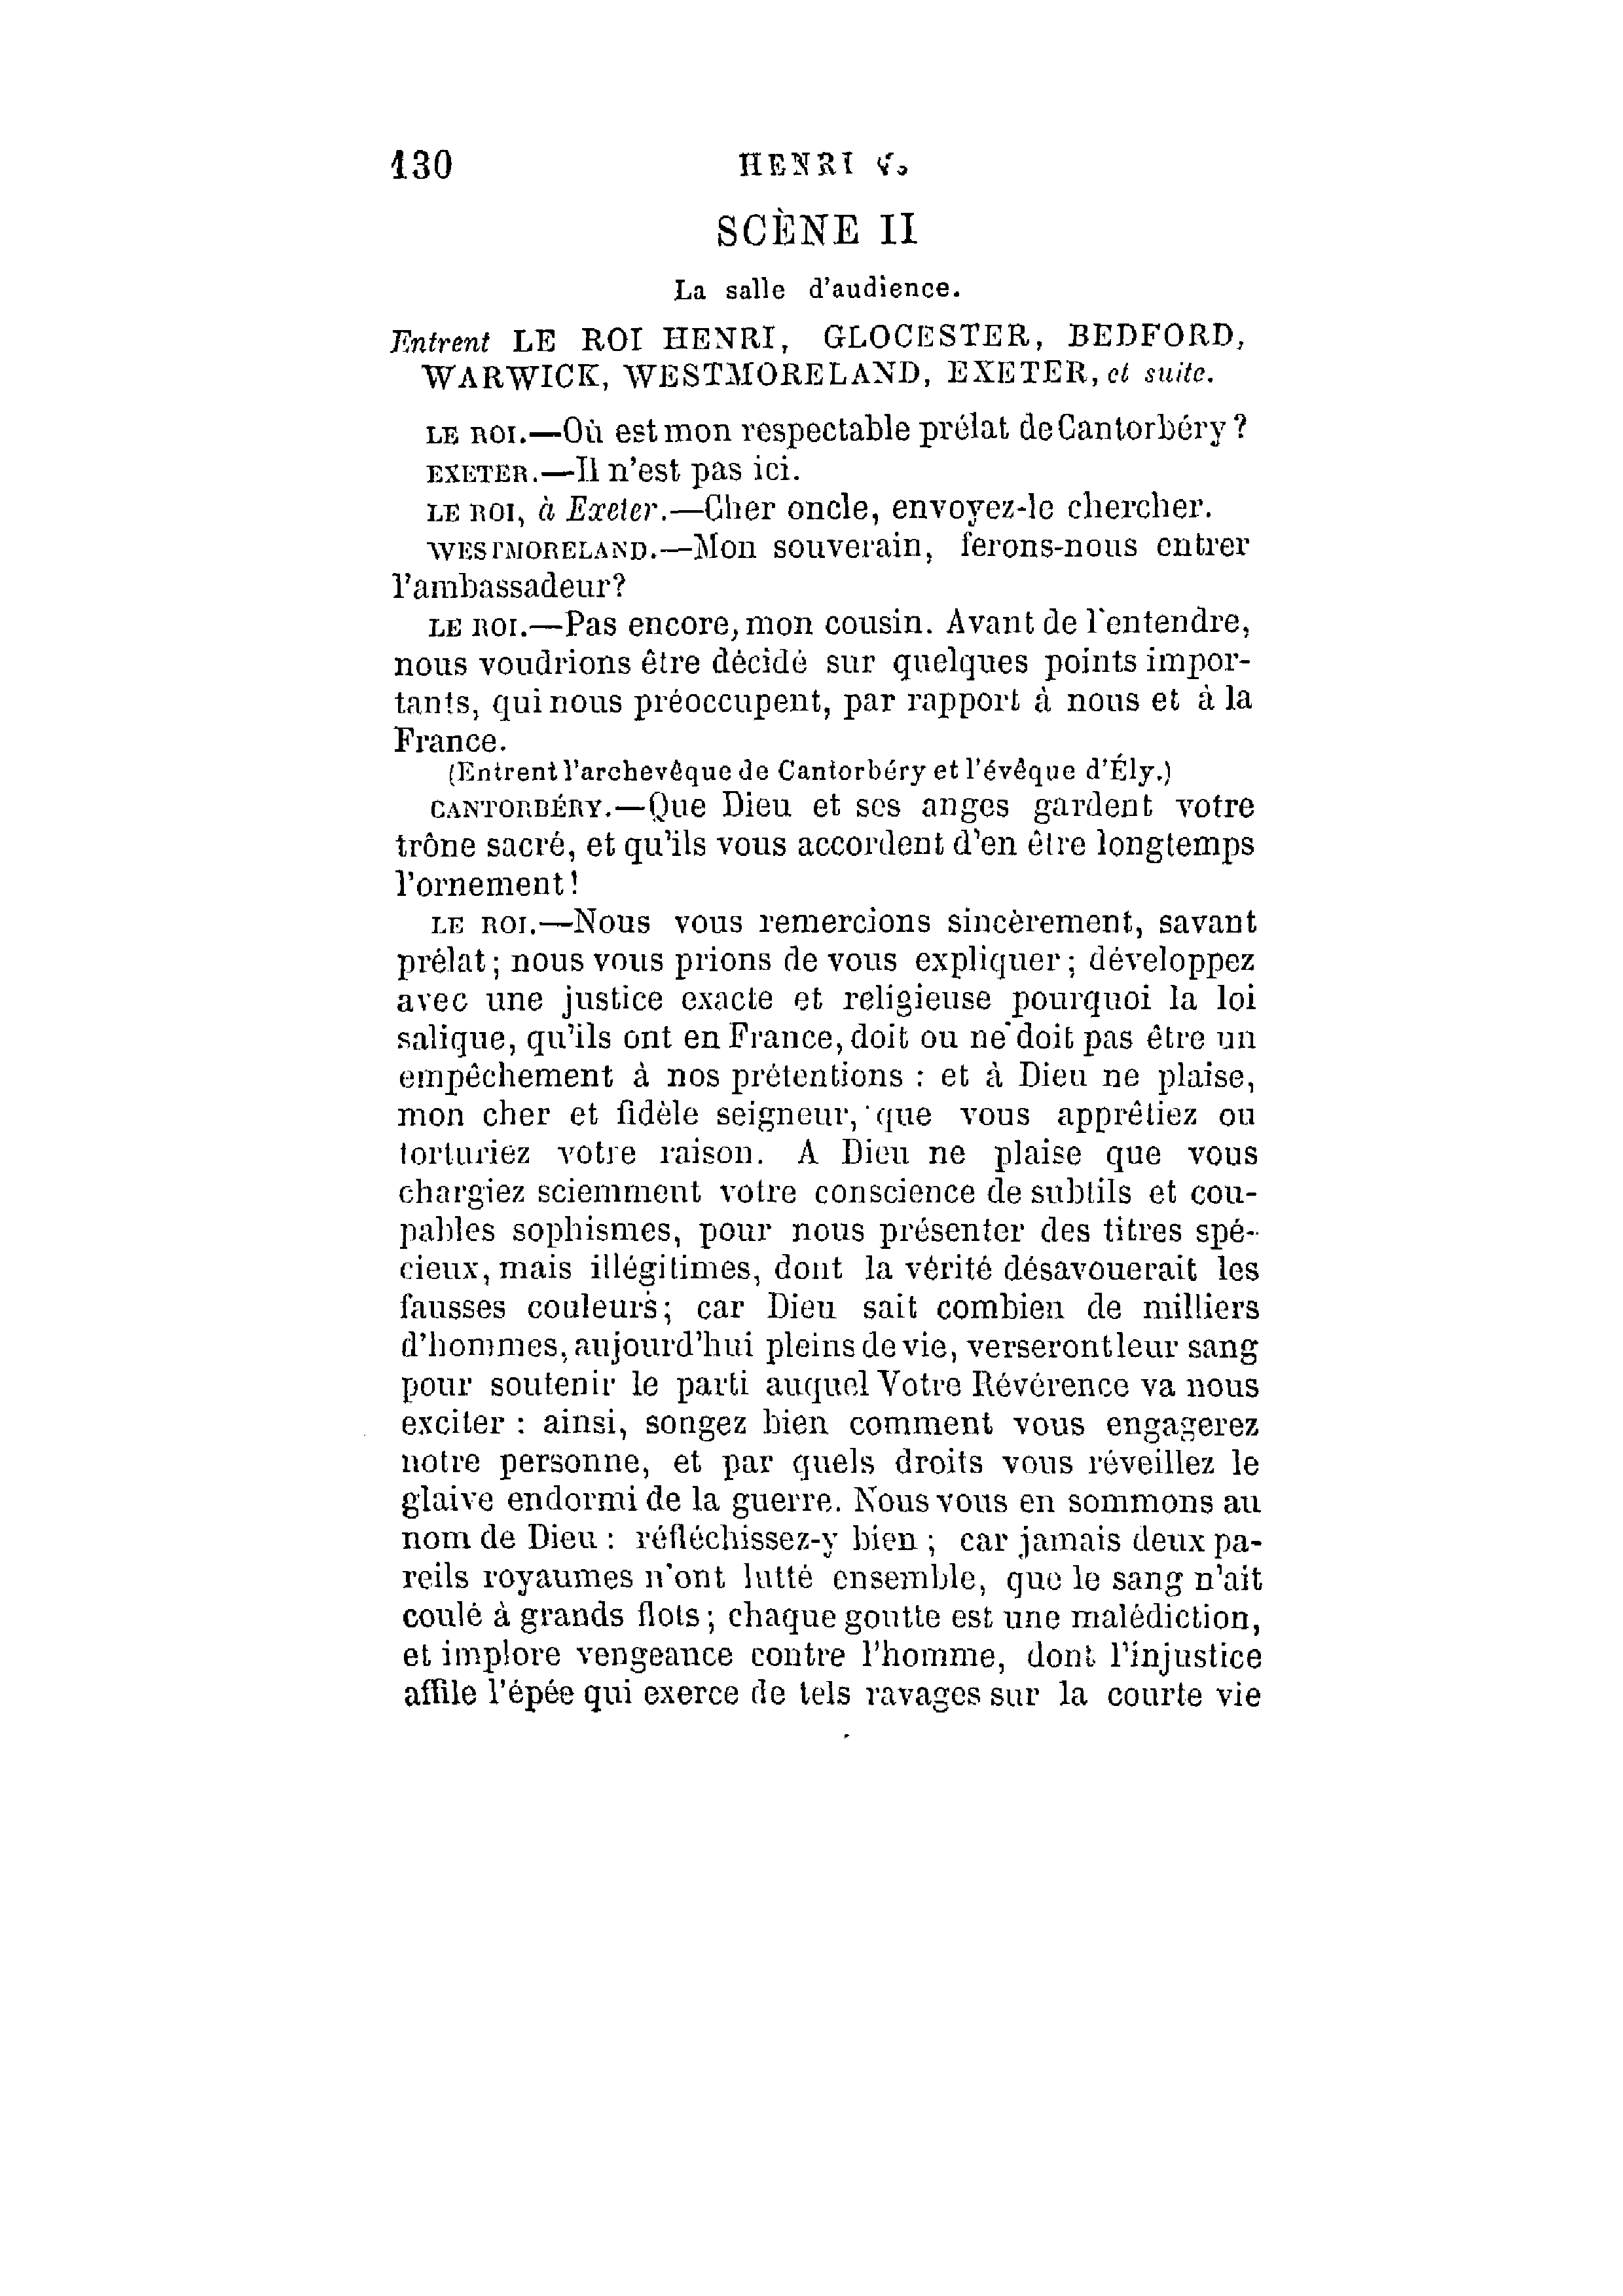 130 HENRI V.
SCÈNE II
La salle d'audience.
Entrent LE ROI HENRI, GLOCESTER, BEDFORD,
WARWICK, WESTMORELAND, EXETER, et suite.
LE ROI.—Où est mon respectable prélat de Cantorbéry ?
EXETER.—Il n'est pas ici.
LE ROI, à Exeter.—Cher oncle, envoyez-le chercher.
WESTMORELAND.—Mon souverain, ferons-nous entrer
l'ambassadeur?
LE ROI.—Pas encore, mon cousin. Avant de l'entendre,
nous voudrions être décidé sur quelques points impor-
tants, qui nous préoccupent, par rapport à nous et à la
France.
(Entrent l'archevêque de Cantorbéry et l'évêque d'Ély.)
CANTORBÉRY.—Que Dieu et ses anges gardent votre
trône sacré, et qu'ils vous accordent d'en être longtemps
l'ornement !
LE ROI.—Nous vous remercions sincèrement, savant
prélat ; nous vous prions de vous expliquer ; développez
avec une justice exacte et religieuse pourquoi la loi
salique, qu'ils ont en France, doit ou ne doit pas être un
empêchement à nos prétentions : et à Dieu ne plaise,
mon cher et fidèle seigneur, que vous apprêtiez ou
torturiez votre raison. A Dieu ne plaise que vous
chargiez sciemment votre conscience de subtils et cou-
pables sophismes, pour nous présenter des titres spé-
cieux, mais illégitimes, dont la vérité désavouerait les
fausses couleurs; car Dieu sait combien de milliers
d'hommes, aujourd'hui pleins de vie, verseront leur sang
pour soutenir le parti auquel Votre Révérence va nous
exciter : ainsi, songez bien comment vous engagerez
notre personne, et par quels droits vous réveillez le
glaive endormi de la guerre. Nous vous en sommons au
nom de Dieu : réfléchissez-y bien ; car jamais deux pa-
reils royaumes n'ont lutté ensemble, que le sang n'ait
coulé à grands flots ; chaque goutte est une malédiction,
et implore vengeance contre l'homme, dont l'injustice
affile l'épée qui exerce de tels ravages sur la courte vie